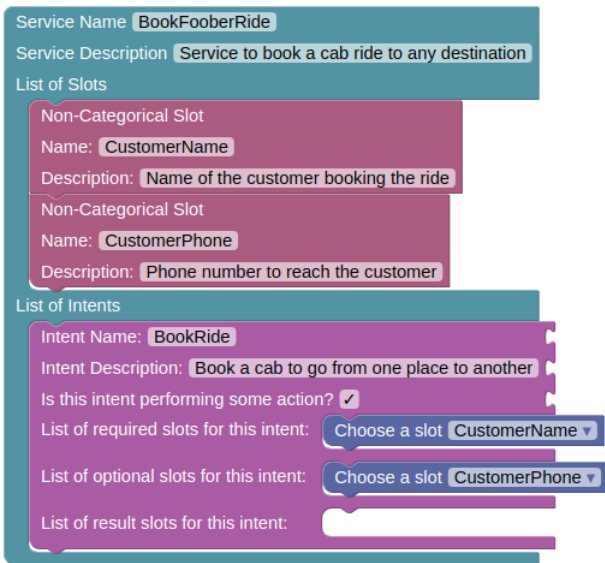 Service Name BookFooberRide
Service Description Service to book a cab ride to any destination
List of Slots
Non-Categorical Slot
Name: CustomerName
Description: Name of the customer booking the ride
Non-Categorical Slot
Name: CustomerPhone
Description: Phone number to reach the customer
List of Intents
Intent Name: BookRide
Intent Description: Book a cab to go from one place to another
Is this intent performing some action? ✓
List of required slots for this intent: Choose a slot CustomerName ▾
List of optional slots for this intent: Choose a slot CustomerPhone ▾
List of result slots for this intent: